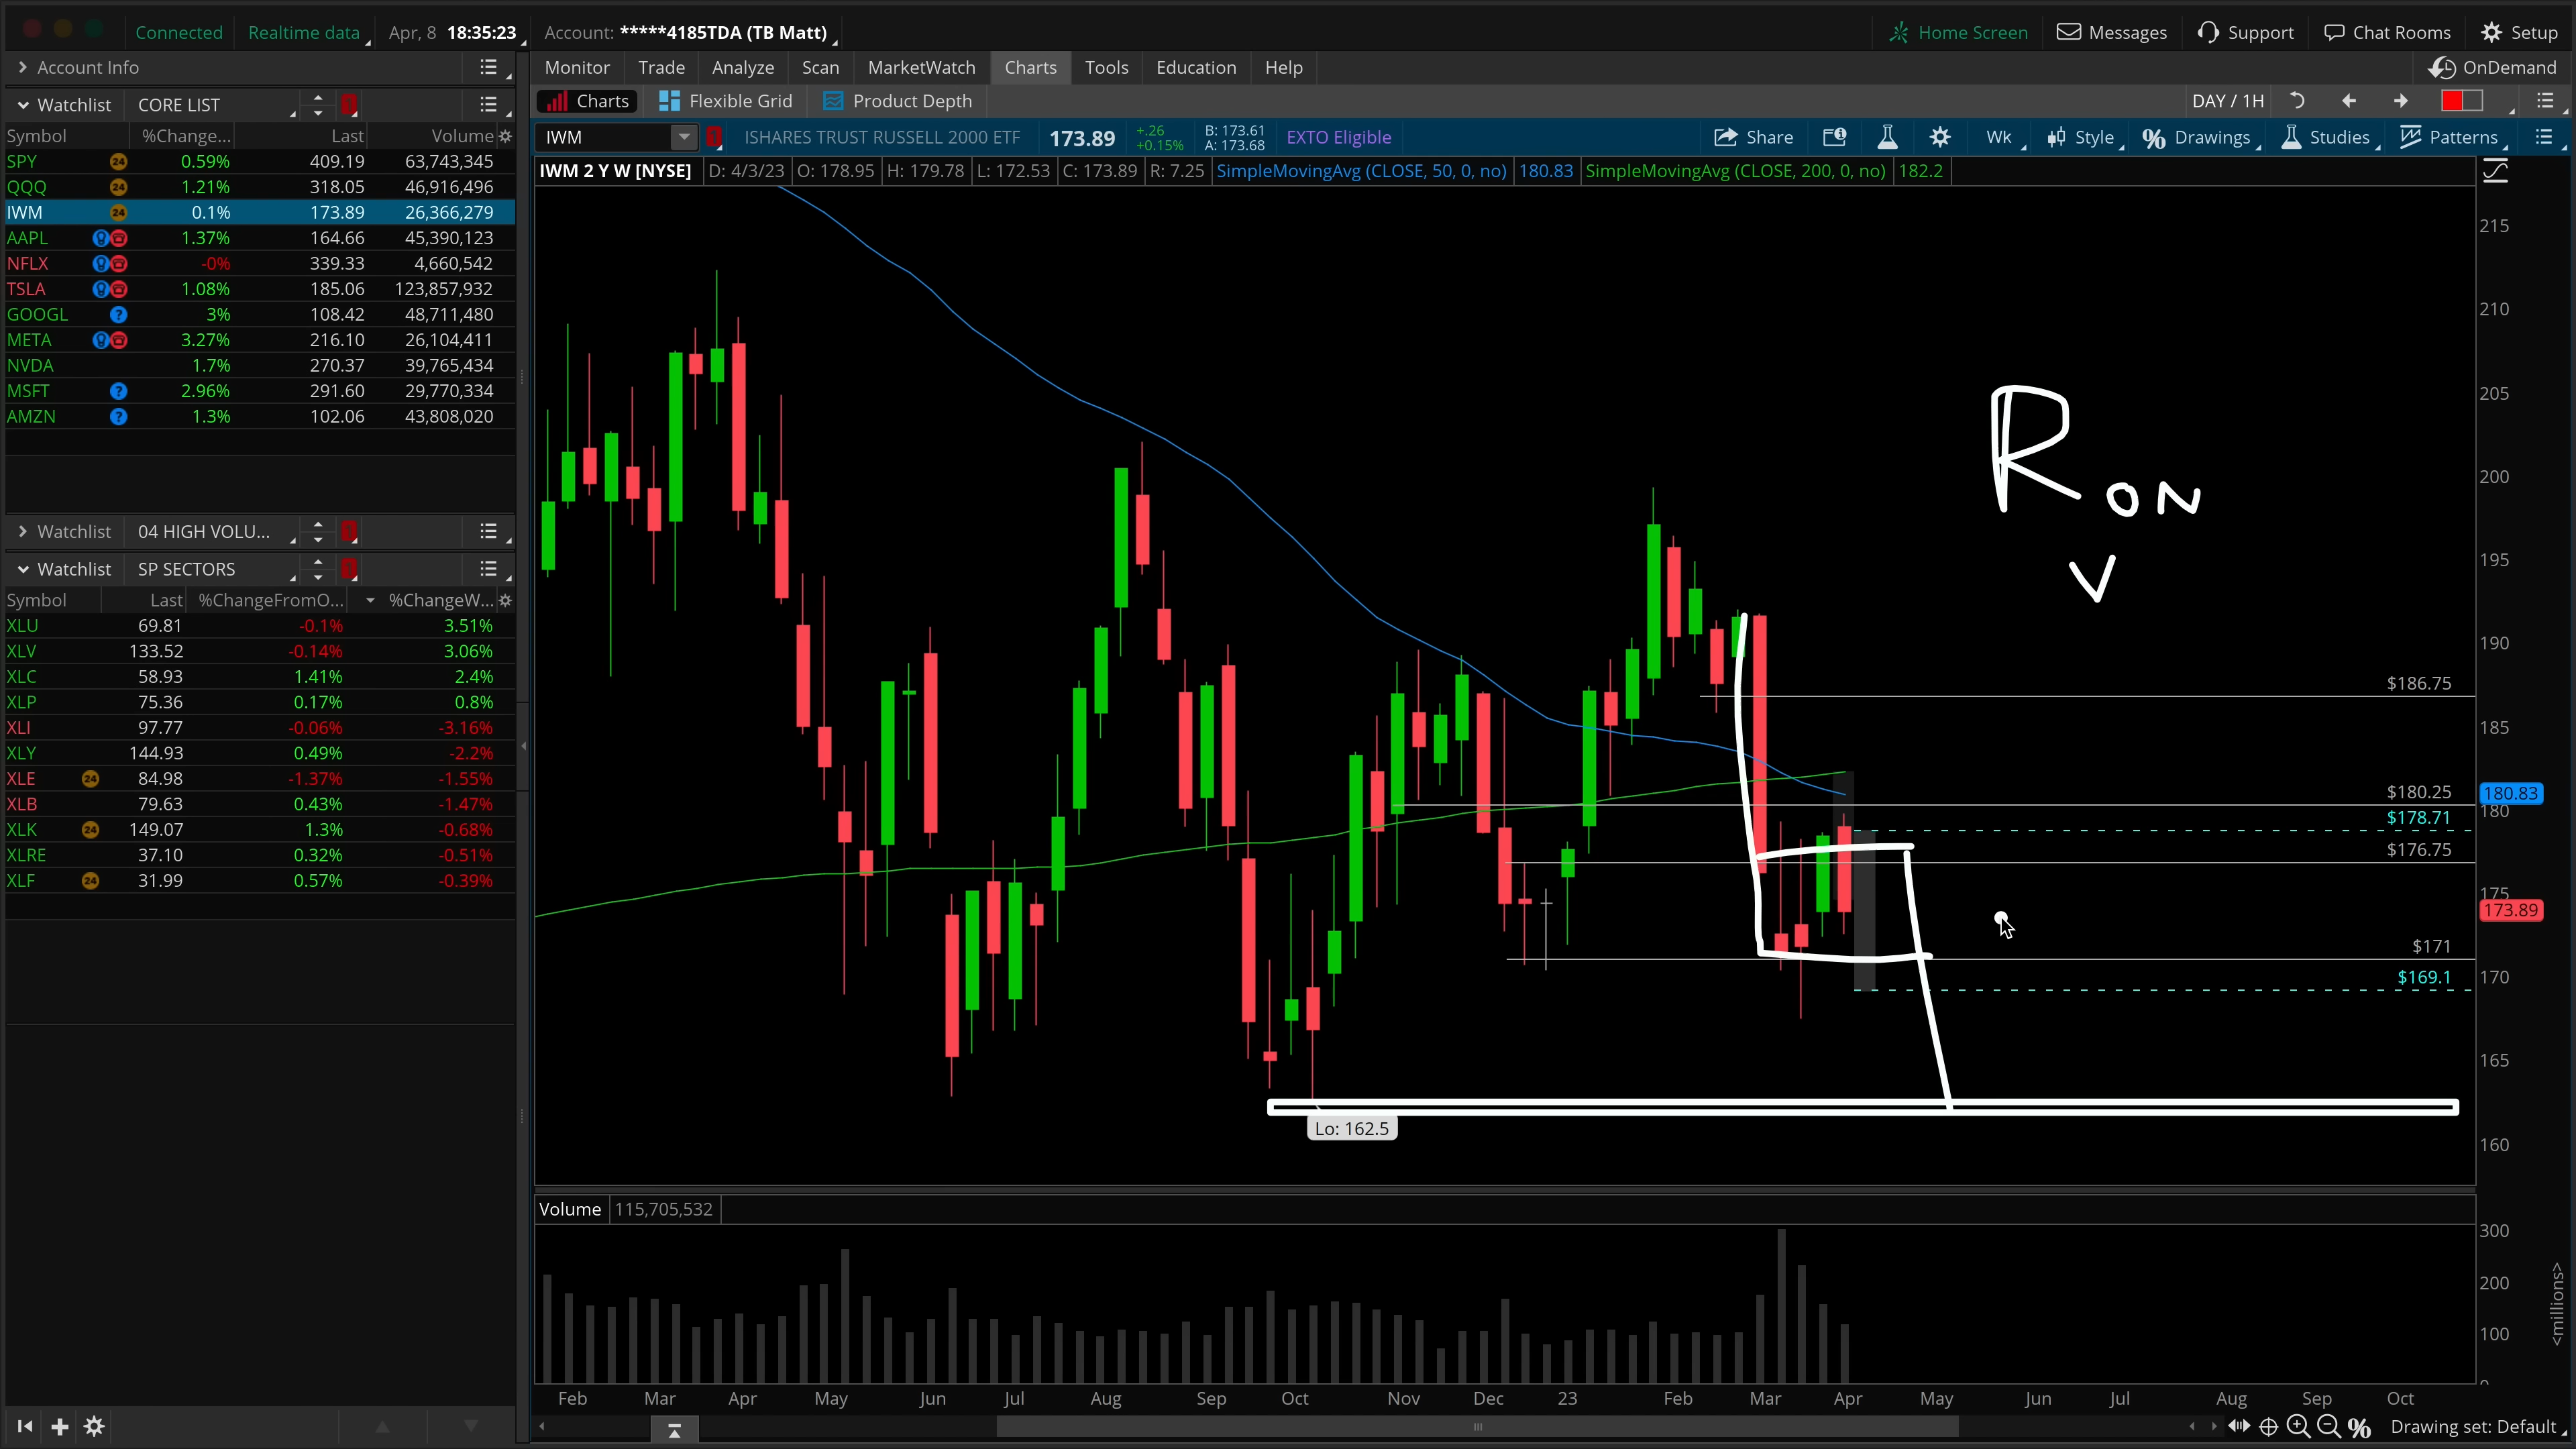 Connected Realtime data Apr, 8 18:35:23 Account: *****4185TDA (TB Matt) Home Screen Messages Support Chat Rooms Setup
Account Info Monitor Trade Analyze Scan MarketWatch Charts Tools Education Help OnDemand
Watchlist CORE LIST Charts Flexible Grid Product Depth DAY / 1H
Symbol %Change... Last Volume IWM ISHARES TRUST RUSSELL 2000 ETF 173.89 +.26 +0.15% B: 173.61 A: 173.68 EXTO Eligible Share Wk Style Drawings Studies Patterns
IWM 2 Y W [NYSE] D: 4/3/23 O: 178.95 H: 179.78 L: 172.53 C: 173.89 R: 7.25 SimpleMovingAvg (CLOSE, 50, 0, no) 180.83 SimpleMovingAvg (CLOSE, 200, 0, no) 182.2
SPY 24 0.59% 409.19 63,743,345
QQQ 24 1.21% 318.05 46,916,496
IWM 24 0.1% 173.89 26,366,279
AAPL 1.37% 164.66 45,390,123
NFLX -0% 339.33 4,660,542
TSLA 1.08% 185.06 123,857,932
GOOGL ? 3% 108.42 48,711,480
META 3.27% 216.10 26,104,411
NVDA 1.7% 270.37 39,765,434
MSFT ? 2.96% 291.60 29,770,334
AMZN ? 1.3% 102.06 43,808,020
Watchlist 04 HIGH VOLU...
Watchlist SP SECTORS
Symbol Last %ChangeFromO... %ChangeW...
XLU 69.81 -0.1% 3.51%
XLV 133.52 -0.14% 3.06%
XLC 58.93 1.41% 2.4%
XLP 75.36 0.17% 0.8%
XLI 97.77 -0.06% -3.16%
XLY 144.93 0.49% -2.2%
XLE 24 84.98 -1.37% -1.55%
XLB 79.63 0.43% -1.47%
XLK 24 149.07 1.3% -0.68%
XLRE 37.10 0.32% -0.51%
XLF 24 31.99 0.57% -0.39%
215
210
205
200
195
190
185
180.83
180
175
173.89
170
165
160
R ON
V
$186.75
$180.25
$178.71
$176.75
$171
$169.1
Lo: 162.5
Volume 115,705,532
300
200
100
<millions>
Feb Mar Apr May Jun Jul Aug Sep Oct Nov Dec 23 Feb Mar Apr May Jun Jul Aug Sep Oct
Drawing set: Default